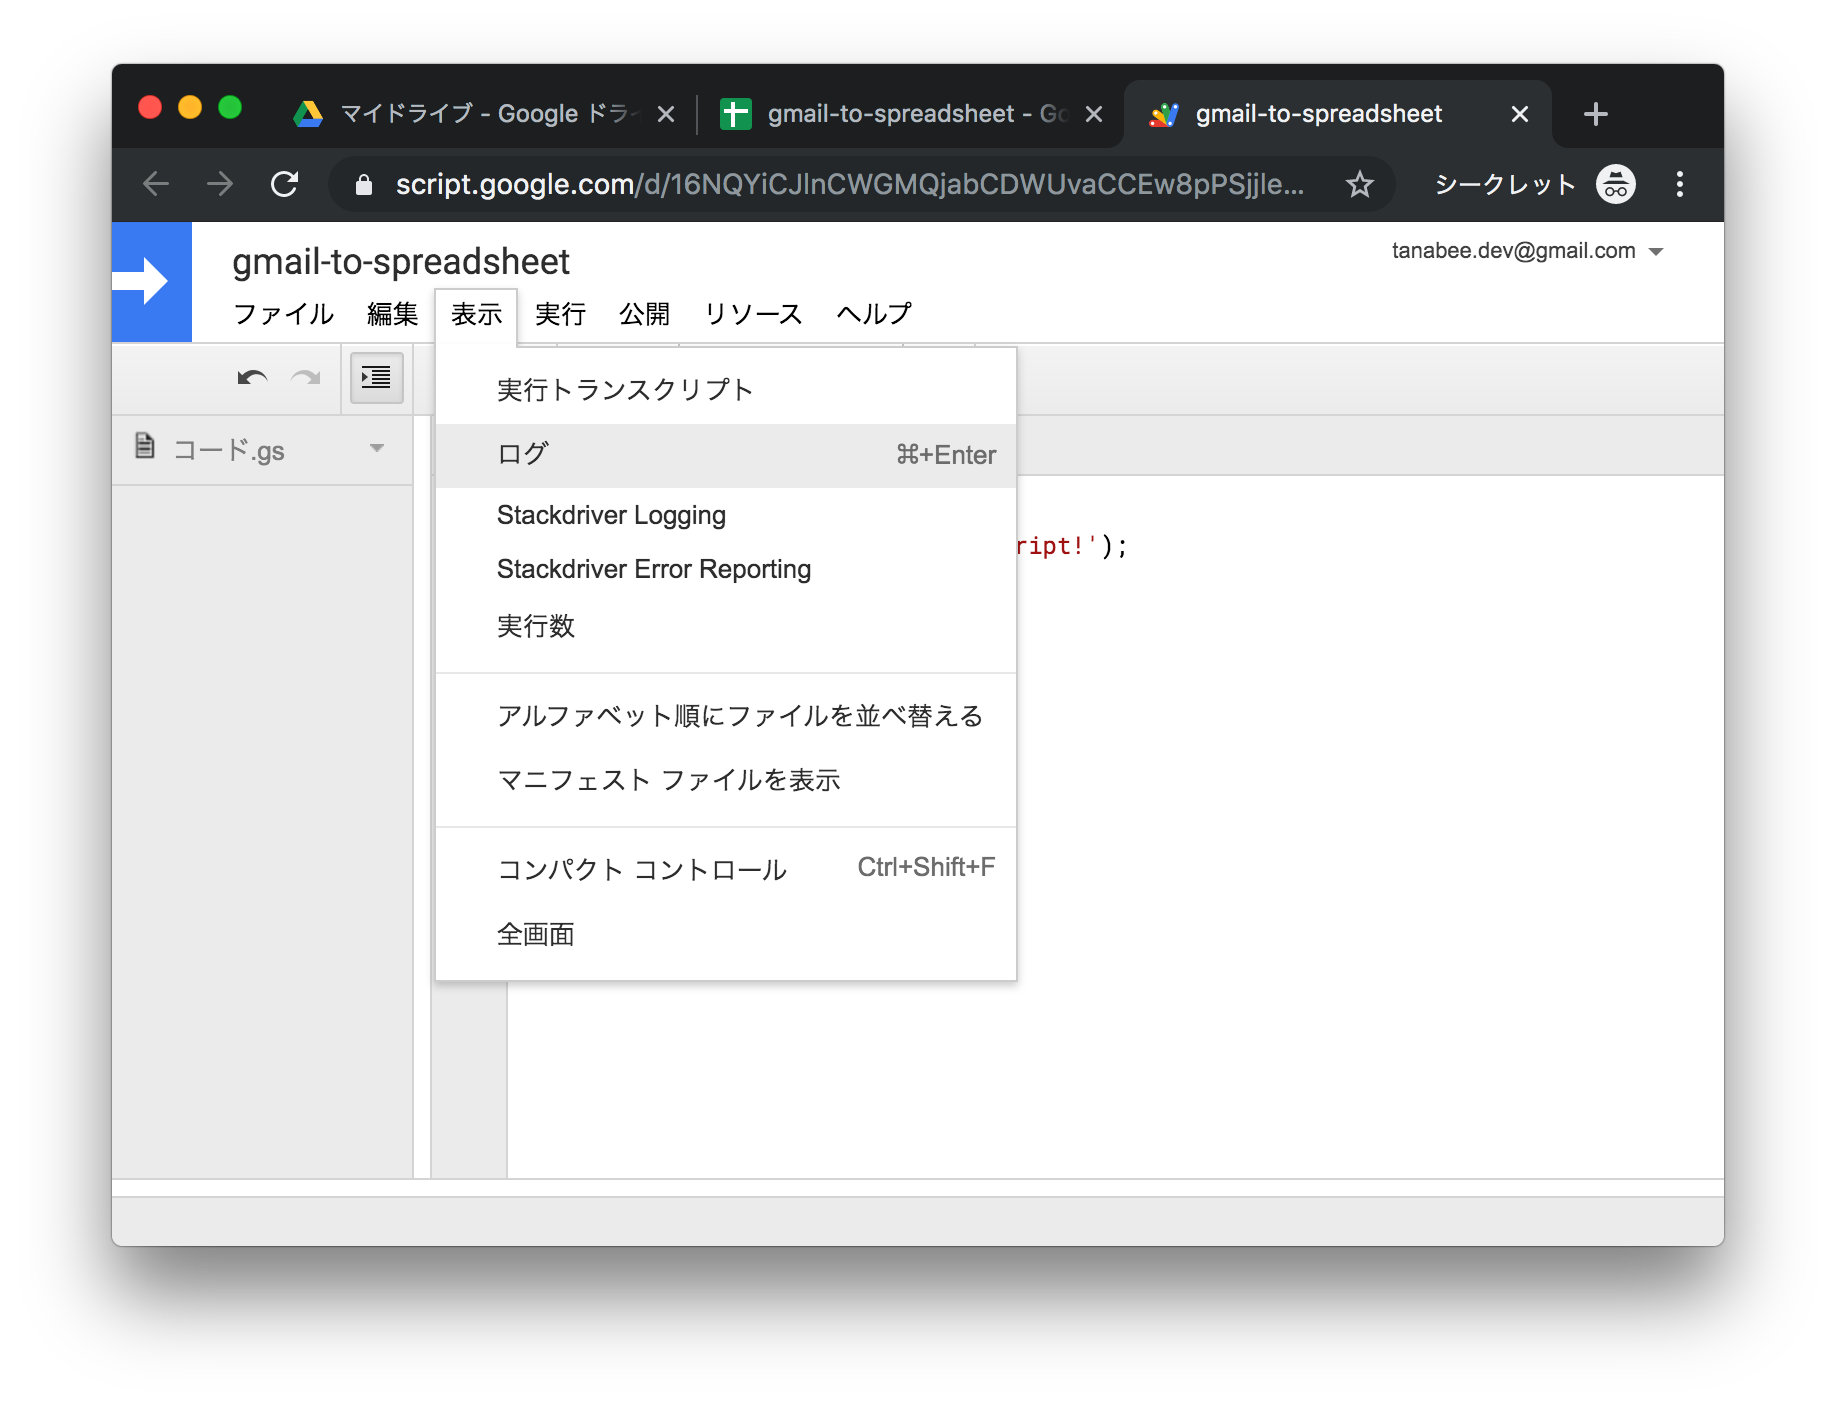 マイドライブ - Google ドラ
gmail-to-spreadsheet - Go
gmail-to-spreadsheet
script.google.com/d/16NQYiCJlnCWGMQjabCDWUvaCCEw8pPSjjle...
シークレット
gmail-to-spreadsheet
tanabee.dev@gmail.com
ファイル 編集 表示 実行 公開 リソース ヘルプ
コード.gs
実行トランスクリプト
ログ ⌘+Enter
Stackdriver Logging
Stackdriver Error Reporting
実行数
アルファベット順にファイルを並べ替える
マニフェスト ファイルを表示
コンパクト コントロール Ctrl+Shift+F
全画面
ript!');